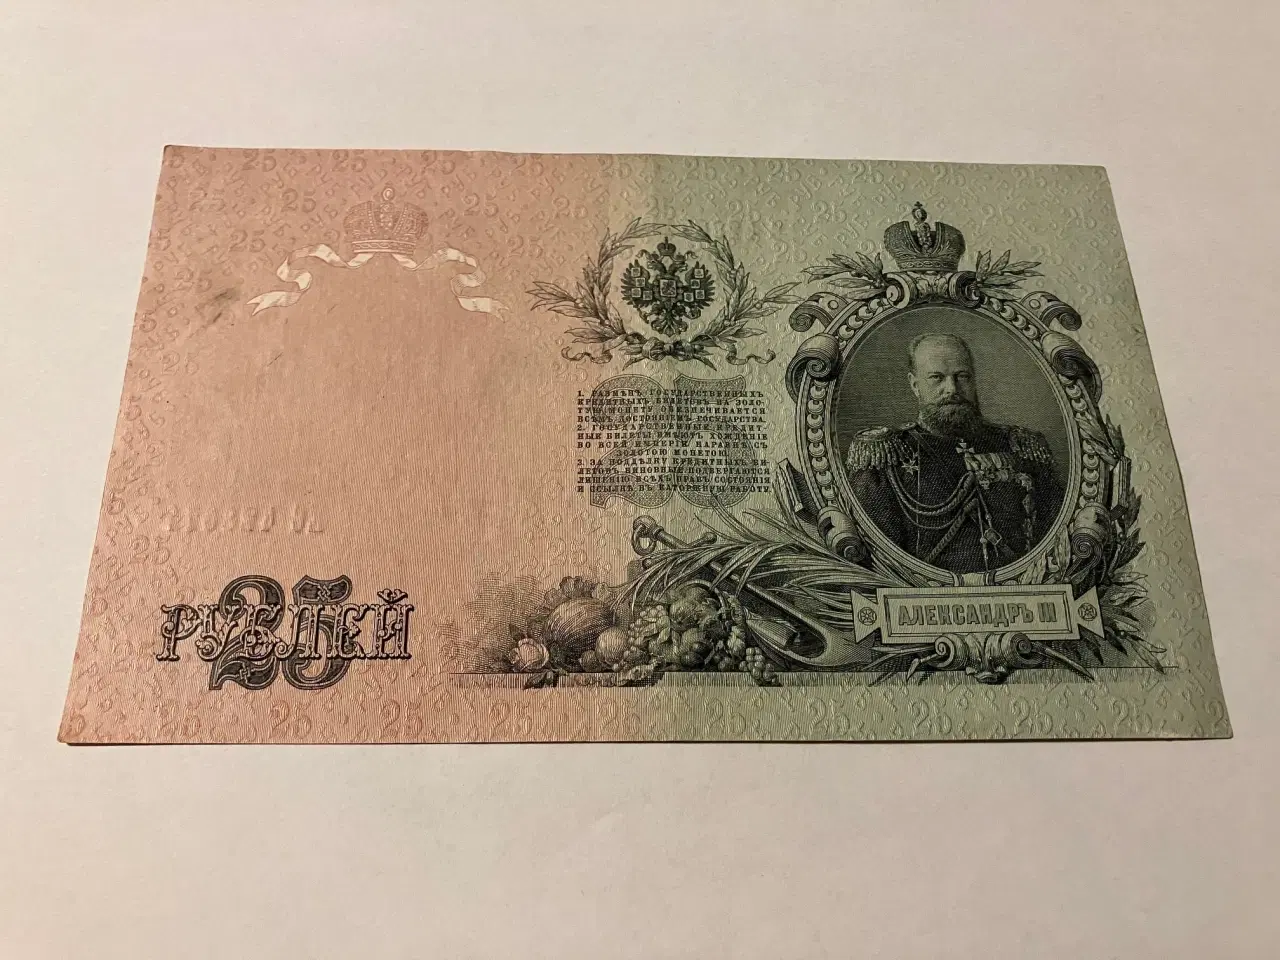 1. РАЗМѢНЪ ГОСУДАРСТВЕННЫХЪ
КРЕДИТНЫХЪ БИЛЕТОВЪ НА ЗОЛО-
ТУЮ МОНЕТУ ОБЕЗПЕЧИВАЕТСЯ
ВСѢМЪ ДОСТОЯНІЕМЪ ГОСУДАРСТВА.
2. ГОСУДАРСТВЕННЫЕ КРЕДИТ-
НЫЕ БИЛЕТЫ ИМѢЮТЪ ХОЖДЕНІЕ
ВО ВСЕЙ ИМПЕРІИ НАРАВНѢ СЪ
ЗОЛОТОЮ МОНЕТОЮ.
3. ЗА ПОДДѢЛКУ КРЕДИТНЫХЪ БИ-
ЛЕТОВЪ ВИНОВНЫЕ ПОДВЕРГАЮТСЯ
ЛИШЕНІЮ ВСѢХЪ ПРАВЪ СОСТОЯНІЯ
И ССЫЛКѢ ВЪ КАТОРЖНУЮ РАБОТУ.
25
РУБЛЕЙ
АЛЕКСАНДРЪ III